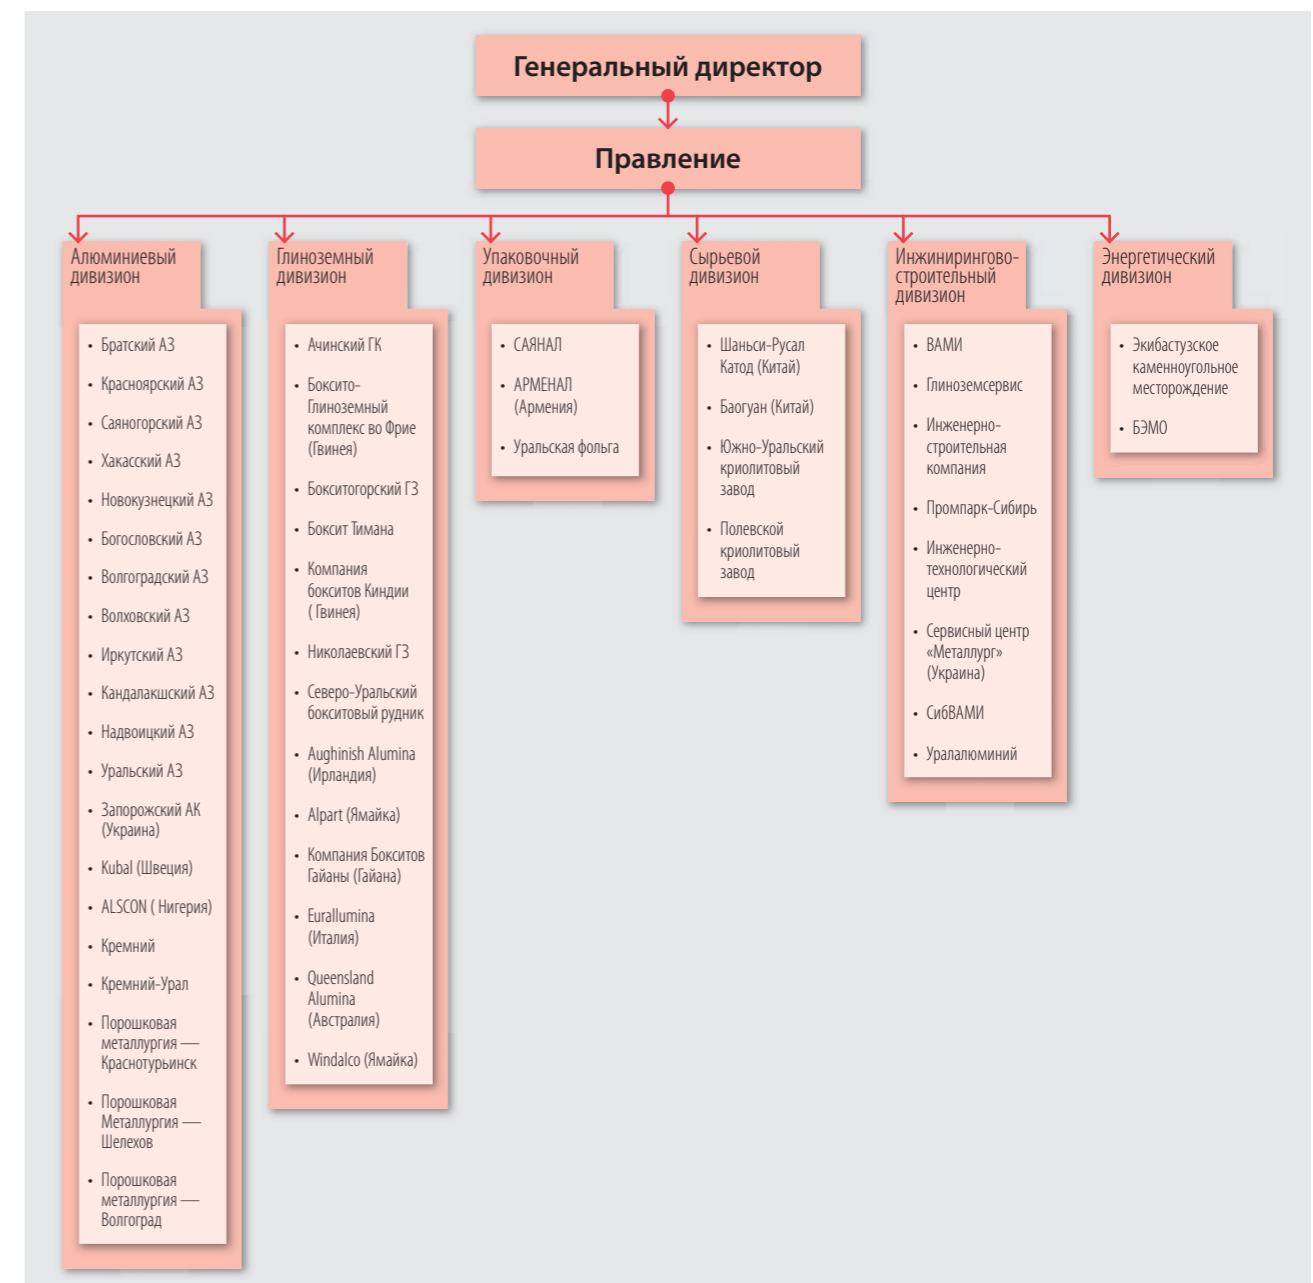 Генеральный директор
Правление
Алюминиевый
дивизион
• Братский АЗ
• Красноярский АЗ
• Саяногорский АЗ
• Хакасский АЗ
• Новокузнецкий АЗ
• Богословский АЗ
• Волгоградский АЗ
• Волховский АЗ
• Иркутский АЗ
• Кандалакшский АЗ
• Надвоицкий АЗ
• Уральский АЗ
• Запорожский АК
(Украина)
• Kubal (Швеция)
• ALSCON ( Нигерия)
• Кремний
• Кремний-Урал
• Порошковая
металлургия —
Краснотурьинск
• Порошковая
Металлургия —
Шелехов
• Порошковая
металлургия —
Волгоград
Глиноземный
дивизион
• Ачинский ГК
• Боксито-
Глиноземный
комплекс во Фрие
(Гвинея)
• Бокситогорский ГЗ
• Боксит Тимана
• Компания
бокситов Киндии
( Гвинея)
• Николаевский ГЗ
• Северо-Уральский
бокситовый рудник
• Aughinish Alumina
(Ирландия)
• Alpart (Ямайка)
• Компания Бокситов
Гайаны (Гайана)
• Eurallumina
(Италия)
• Queensland
Alumina
(Австралия)
• Windalco (Ямайка)
Упаковочный
дивизион
• САЯНАЛ
• АРМЕНАЛ
(Армения)
• Уральская фольга
Сырьевой
дивизион
• Шаньси-Русал
Катод (Китай)
• Баогуан (Китай)
• Южно-Уральский
криолитовый
завод
• Полевской
криолитовый
завод
Инжинирингово-
строительный
дивизион
• ВАМИ
• Глиноземсервис
• Инженерно-
строительная
компания
• Промпарк-Сибирь
• Инженерно-
технологический
центр
• Сервисный центр
«Металлург»
(Украина)
• СибВАМИ
• Уралалюминий
Энергетический
дивизион
• Экибастузское
каменноугольное
месторождение
• БЭМО